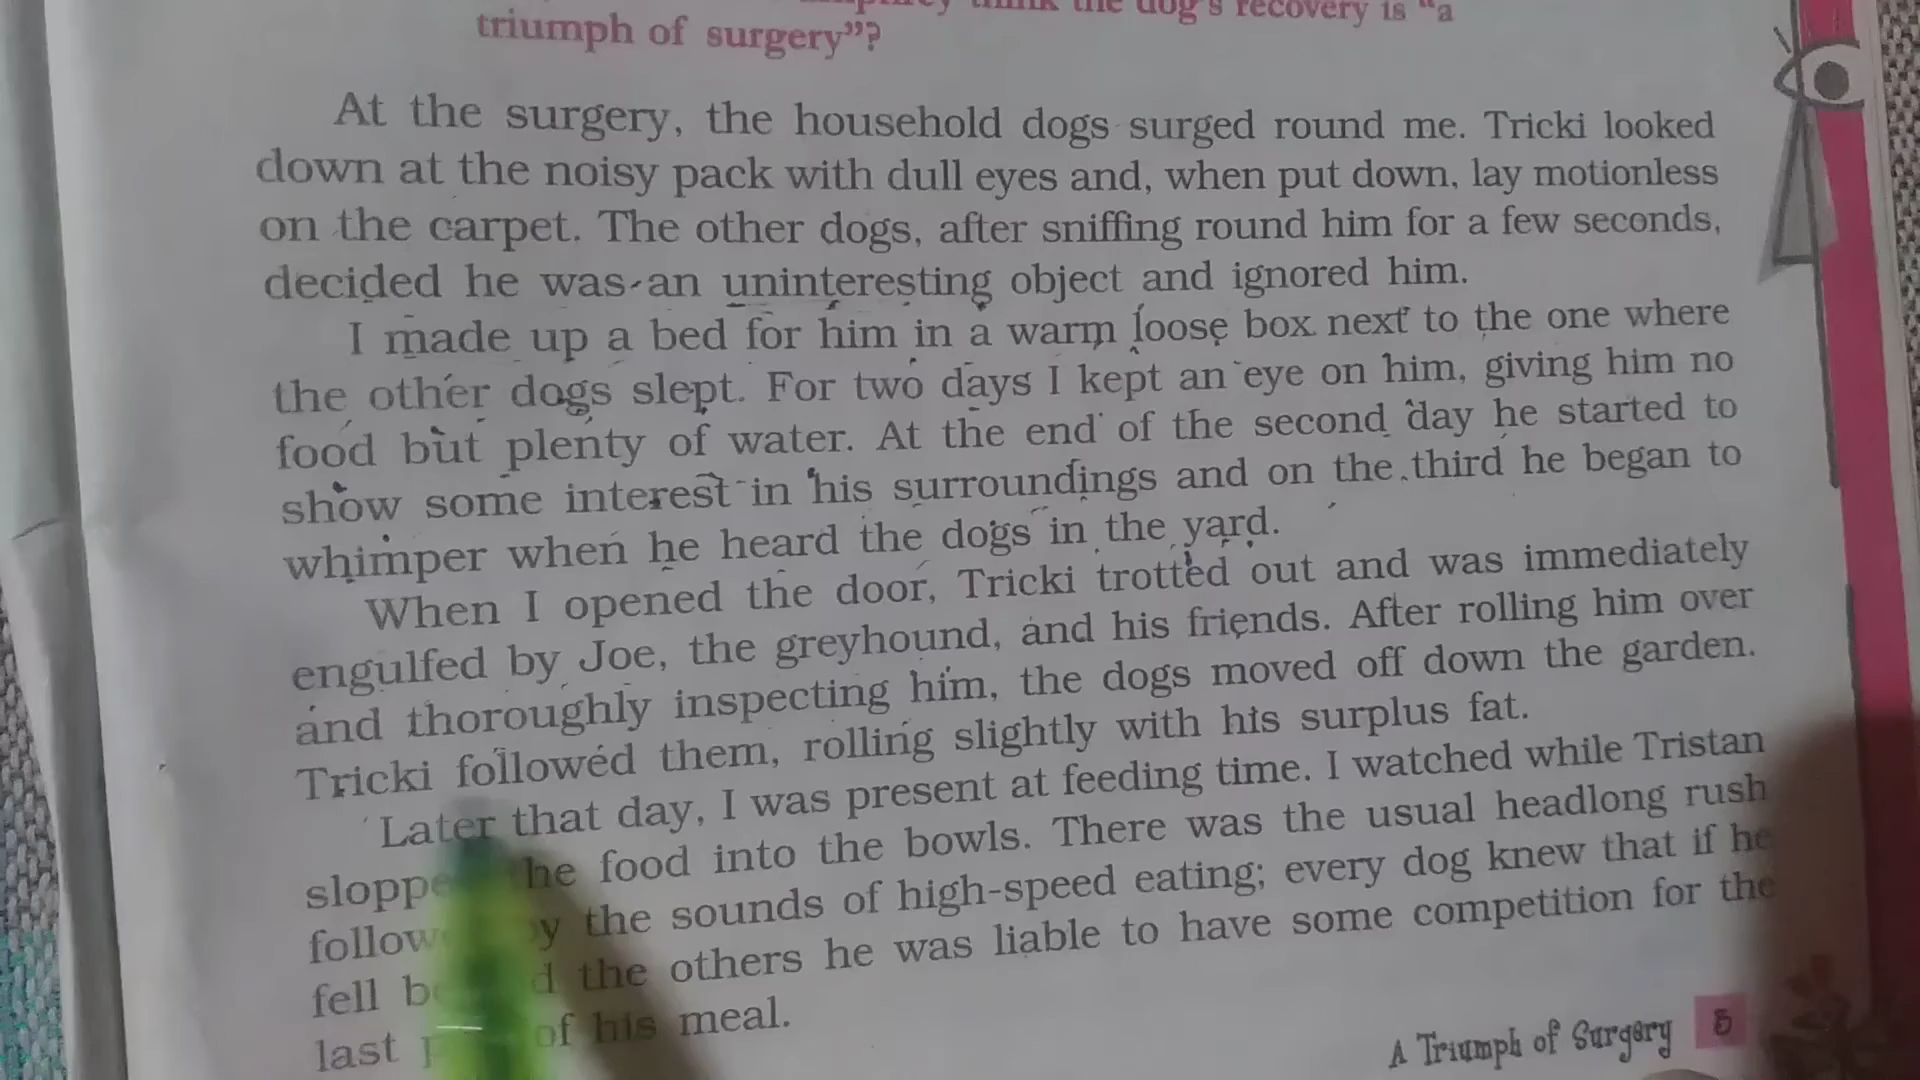 think the dog's recovery is "a
triumph of surgery"?
At the surgery, the household dogs surged round me. Tricki looked
down at the noisy pack with dull eyes and, when put down, lay motionless
on the carpet. The other dogs, after sniffing round him for a few seconds,
decided he was an uninteresting object and ignored him.
I made up a bed for him in a warm loose box next to the one where
the other dogs slept. For two days I kept an eye on him, giving him no
food but plenty of water. At the end of the second day he started to
show some interest in his surroundings and on the third he began to
whimper when he heard the dogs in the yard.
When I opened the door, Tricki trotted out and was immediately
engulfed by Joe, the greyhound, and his friends. After rolling him over
and thoroughly inspecting him, the dogs moved off down the garden.
Tricki followed them, rolling slightly with his surplus fat.
Later that day, I was present at feeding time. I watched while Tristan
food into the bowls. There was the usual headlong rush
the sounds of high-speed eating; every dog knew that if he
fell the others he was liable to have some competition for the
last of his meal.
A Triumph of Surgery 5